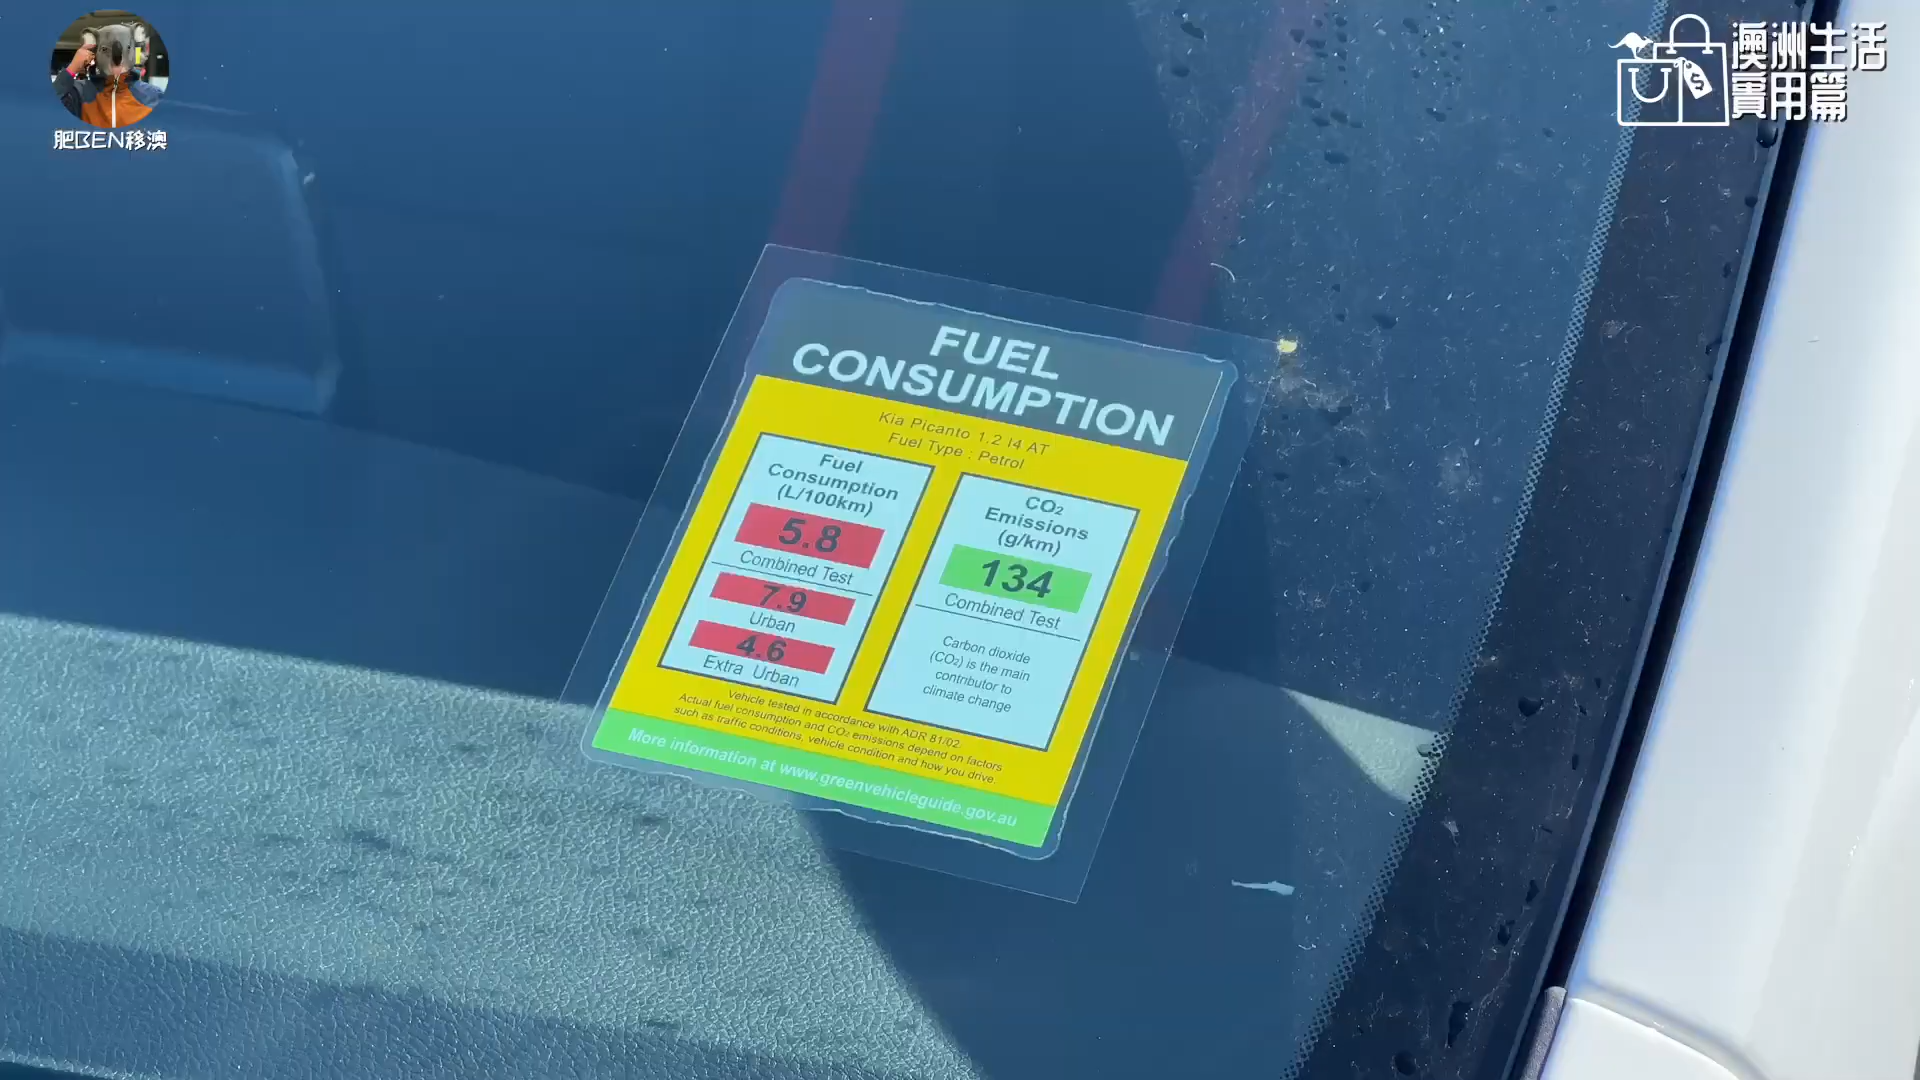 肥BEN移澳
澳洲生活
實用篇
FUEL
CONSUMPTION
Kia Picanto 1.2 I4 AT
Fuel Type : Petrol
Fuel
Consumption
(L/100km)
5.8
Combined Test
7.9
Urban
4.6
Extra Urban
CO2
Emissions
(g/km)
134
Combined Test
Carbon dioxide
(CO2) is the main
contributor to
climate change
Vehicle tested in accordance with ADR 81/02.
Actual fuel consumption and CO2 emissions depend on factors
such as traffic conditions, vehicle condition and how you drive.
More information at www.greenvehicleguide.gov.au